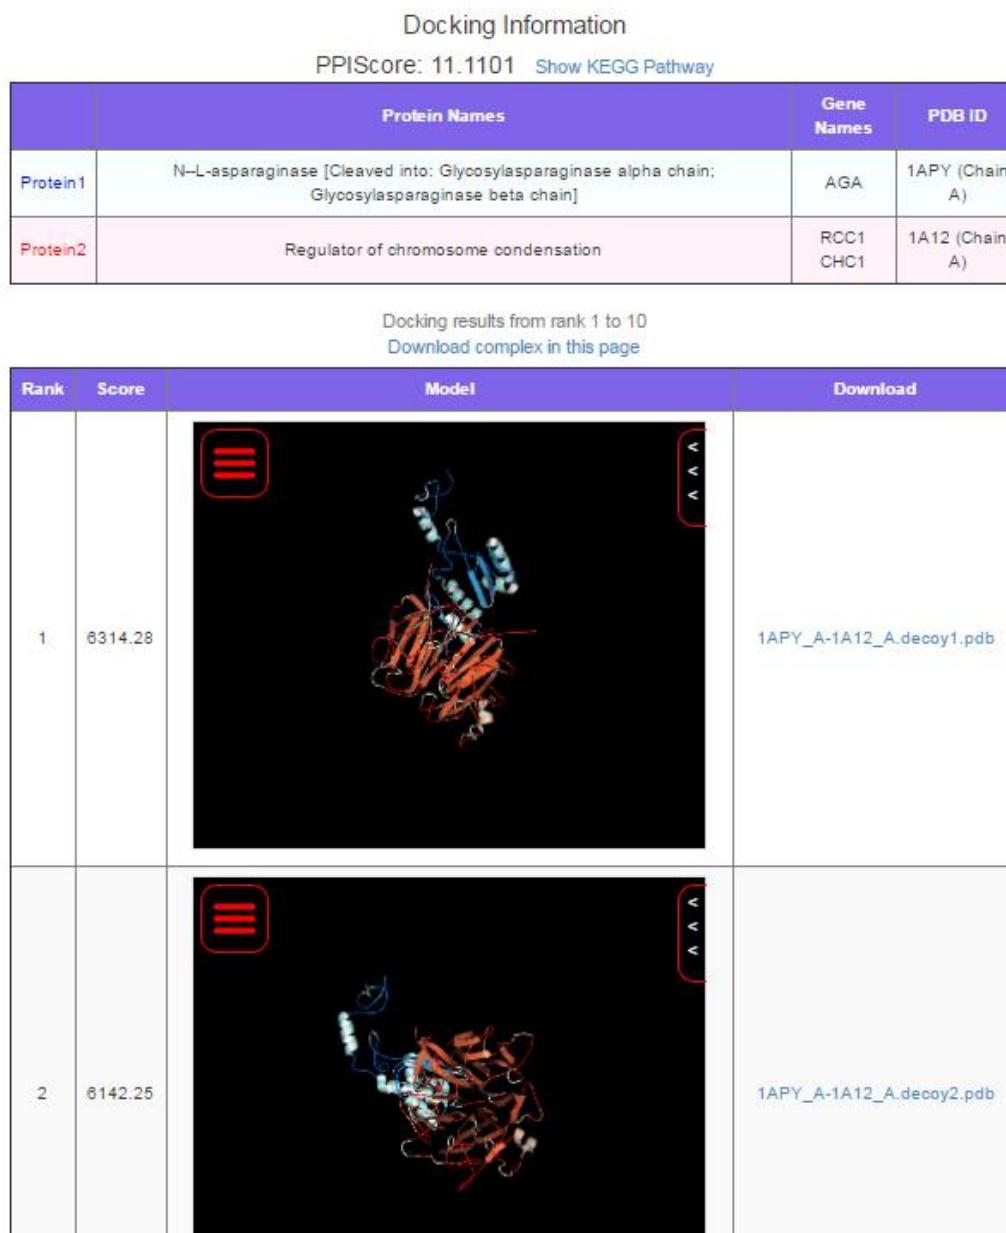 Docking Information
PPIScore: 11.1101 Show KEGG Pathway
Protein Names
Gene Names
PDB ID
Protein1
N--L-asparaginase [Cleaved into: Glycosylasparaginase alpha chain;
Glycosylasparaginase beta chain]
AGA
1APY (Chain
A)
Protein2
Regulator of chromosome condensation
RCC1
CHC1
1A12 (Chain
A)
Docking results from rank 1 to 10
Download complex in this page
Rank Score Model Download
<
<
<
1 6314.28 1APY_A-1A12_A.decoy1.pdb
<
<
<
2 6142.25 1APY_A-1A12_A.decoy2.pdb